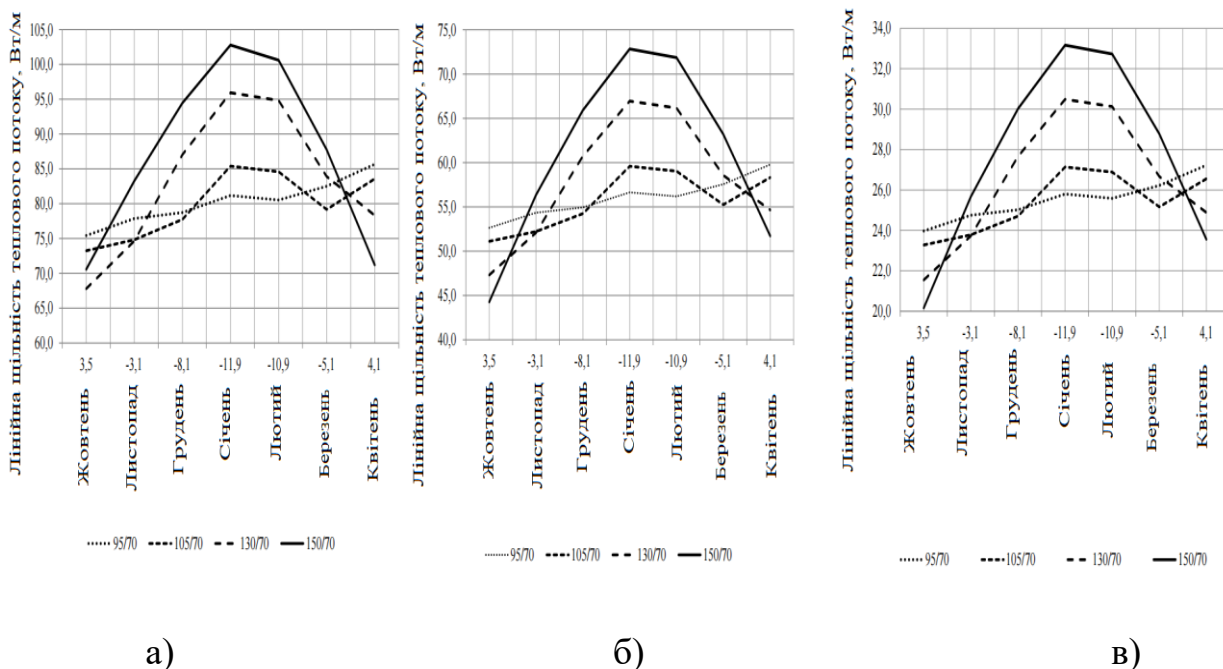 Лінійна щільність теплового потоку, Вт/м
105,0
100,0
95,0
90,0
85,0
80,0
75,0
70,0
65,0
60,0
3,5 -3,1 -8,1 -11,9 -10,9 -5,1 4,1
Жовтень
Листопад
Грудень
Січень
Лютий
Березень
Квітень
95/70 105/70 130/70 150/70
а)
Лінійна щільність теплового потоку, Вт/м
75,0
70,0
65,0
60,0
55,0
50,0
45,0
40,0
3,5 -3,1 -8,1 -11,9 -10,9 -5,1 4,1
Жовтень
Листопад
Грудень
Січень
Лютий
Березень
Квітень
95/70 105/70 130/70 150/70
б)
Лінійна щільність теплового потоку, Вт/м
34,0
32,0
30,0
28,0
26,0
24,0
22,0
20,0
3,5 -3,1 -8,1 -11,9 -10,9 -5,1 4,1
Жовтень
Листопад
Грудень
Січень
Лютий
Березень
Квітень
95/70 105/70 130/70 150/70
в)